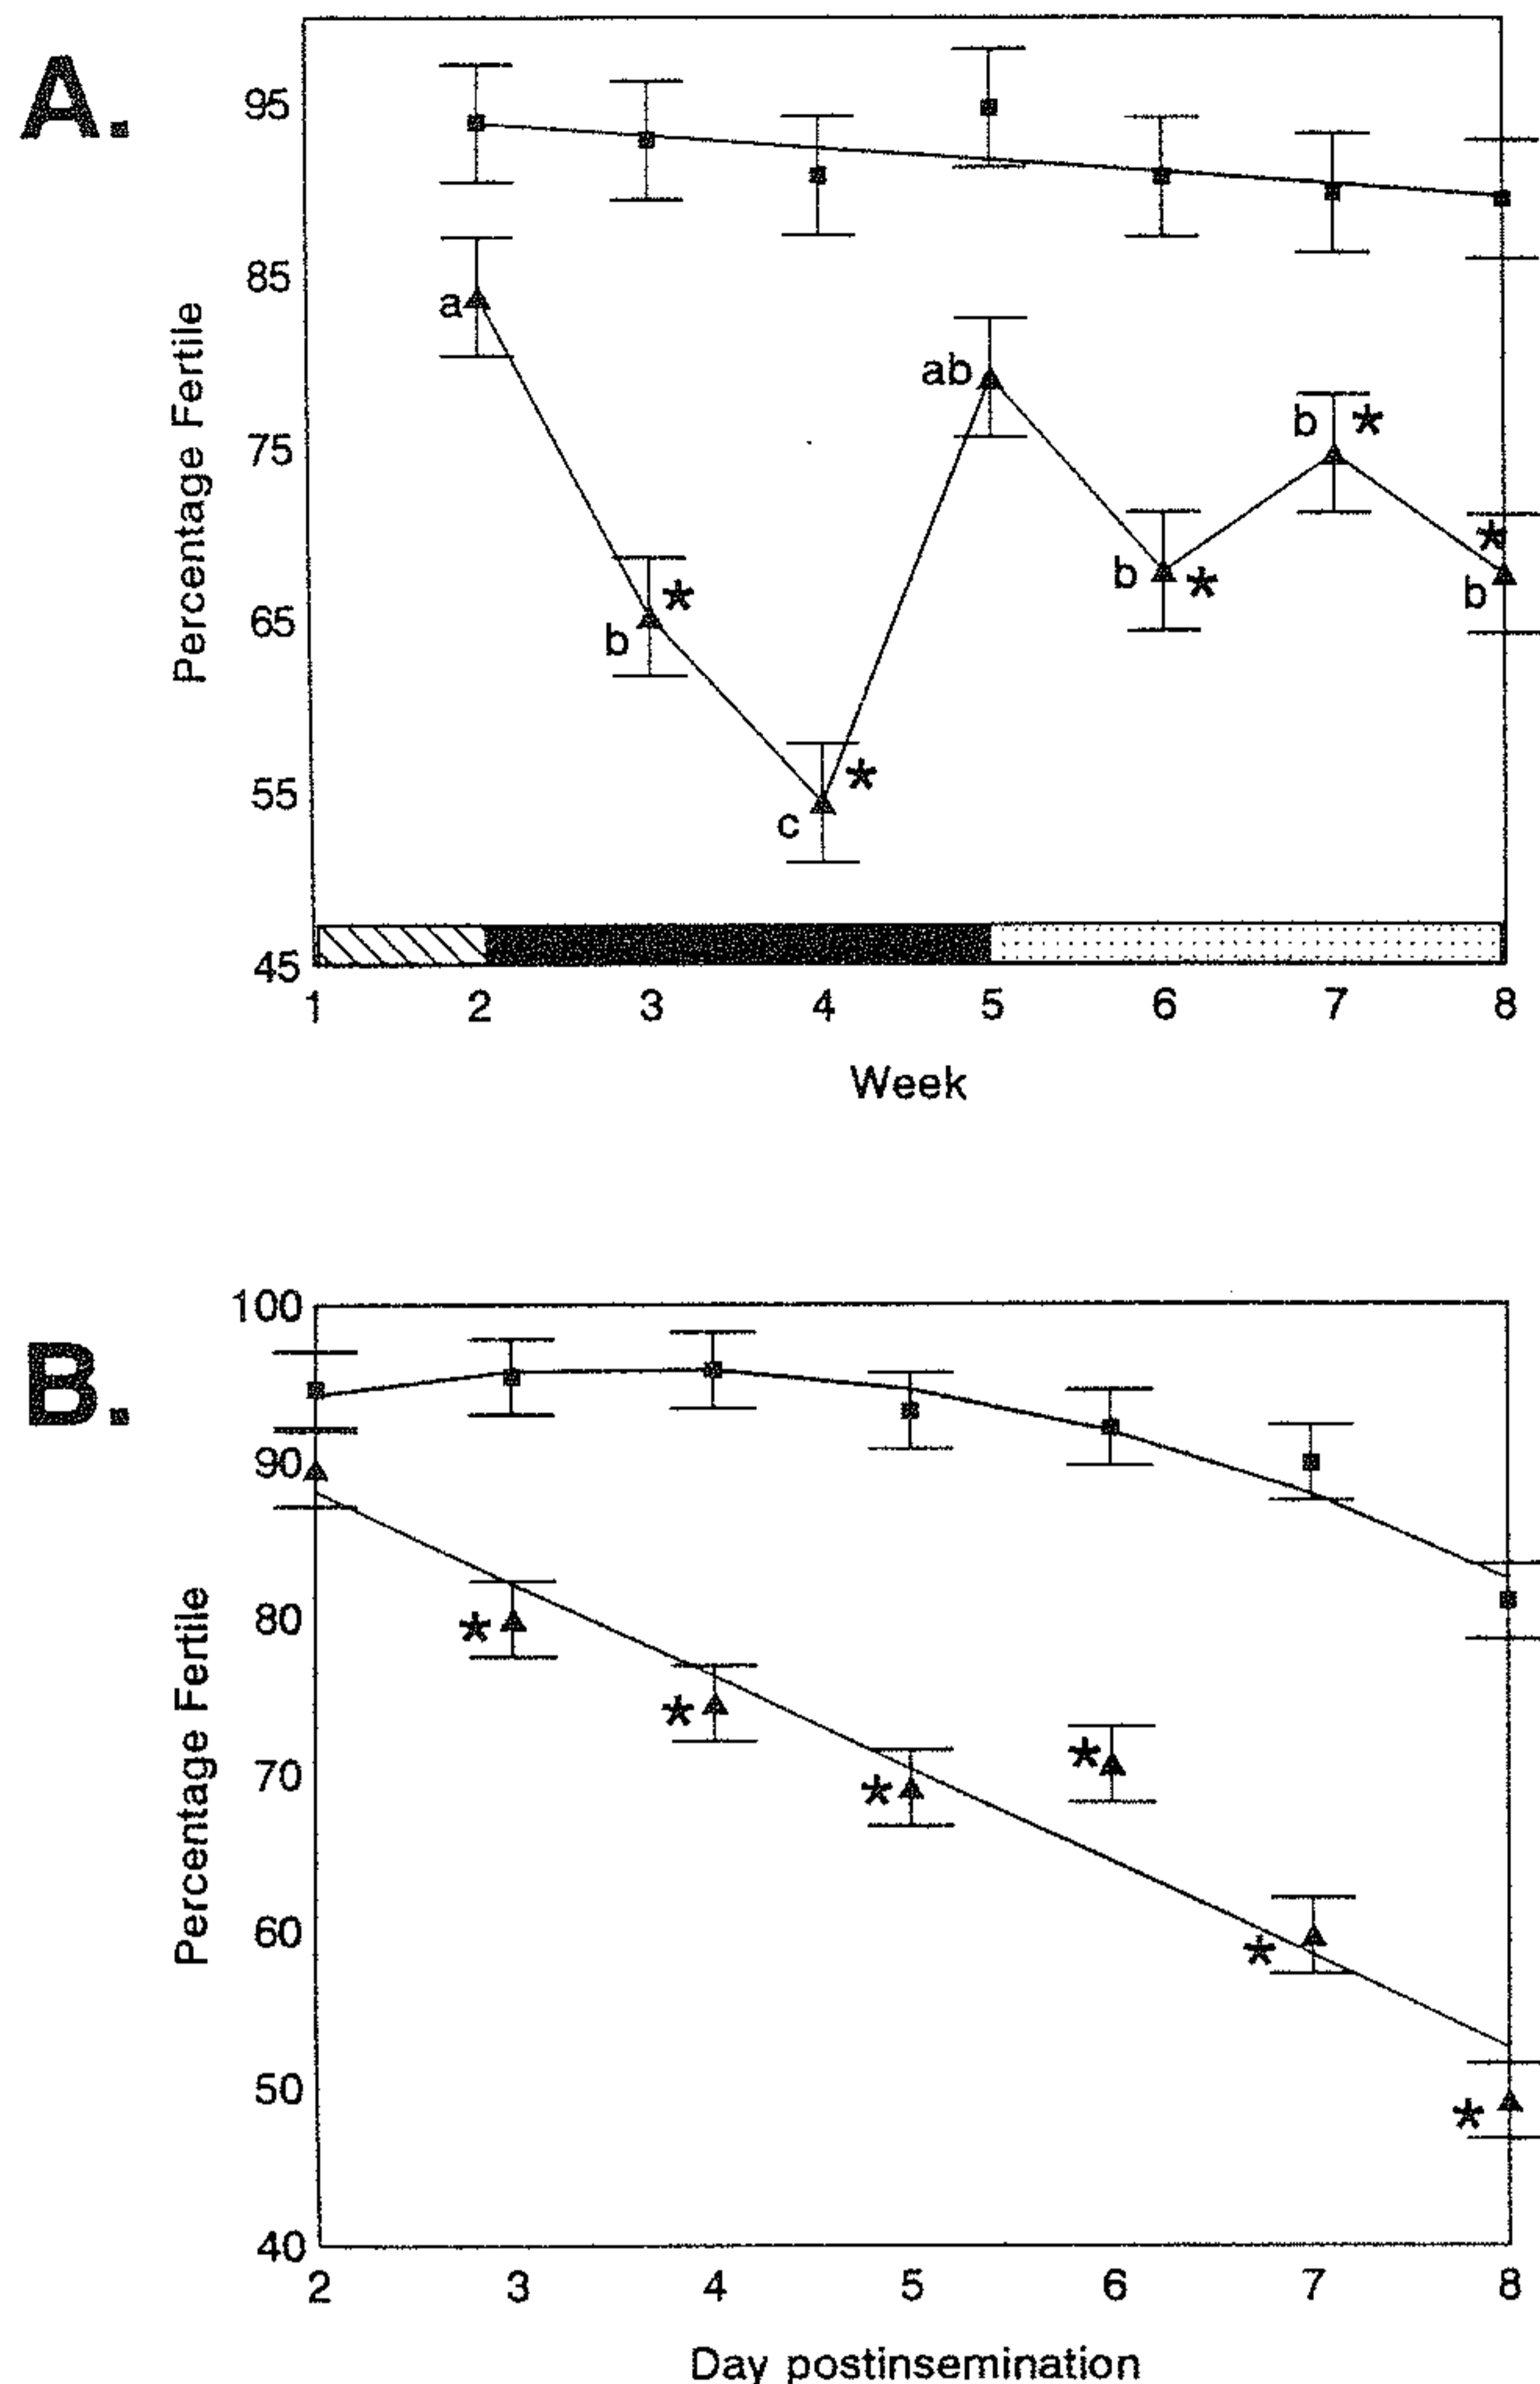 A.
Percentage Fertile
95
85
75
65
55
45
a
b
*
c
*
ab
b
*
b
*
*
b
1 2 3 4 5 6 7 8
Week
B.
Percentage Fertile
100
90
80
70
60
50
40
*
*
*
*
*
*
2 3 4 5 6 7 8
Day postinsemination